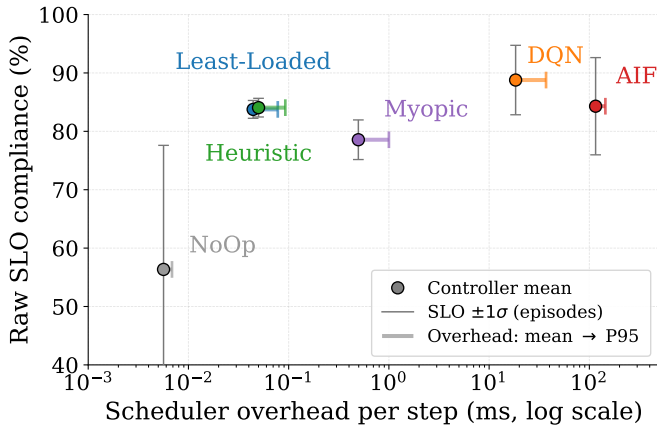 Raw SLO compliance (%)
100
90
80
70
60
50
40
Least-Loaded
Heuristic
NoOp
Myopic
DQN
AIF
Controller mean
SLO ±1σ (episodes)
Overhead: mean → P95
10⁻³ 10⁻² 10⁻¹ 10⁰ 10¹ 10²
Scheduler overhead per step (ms, log scale)